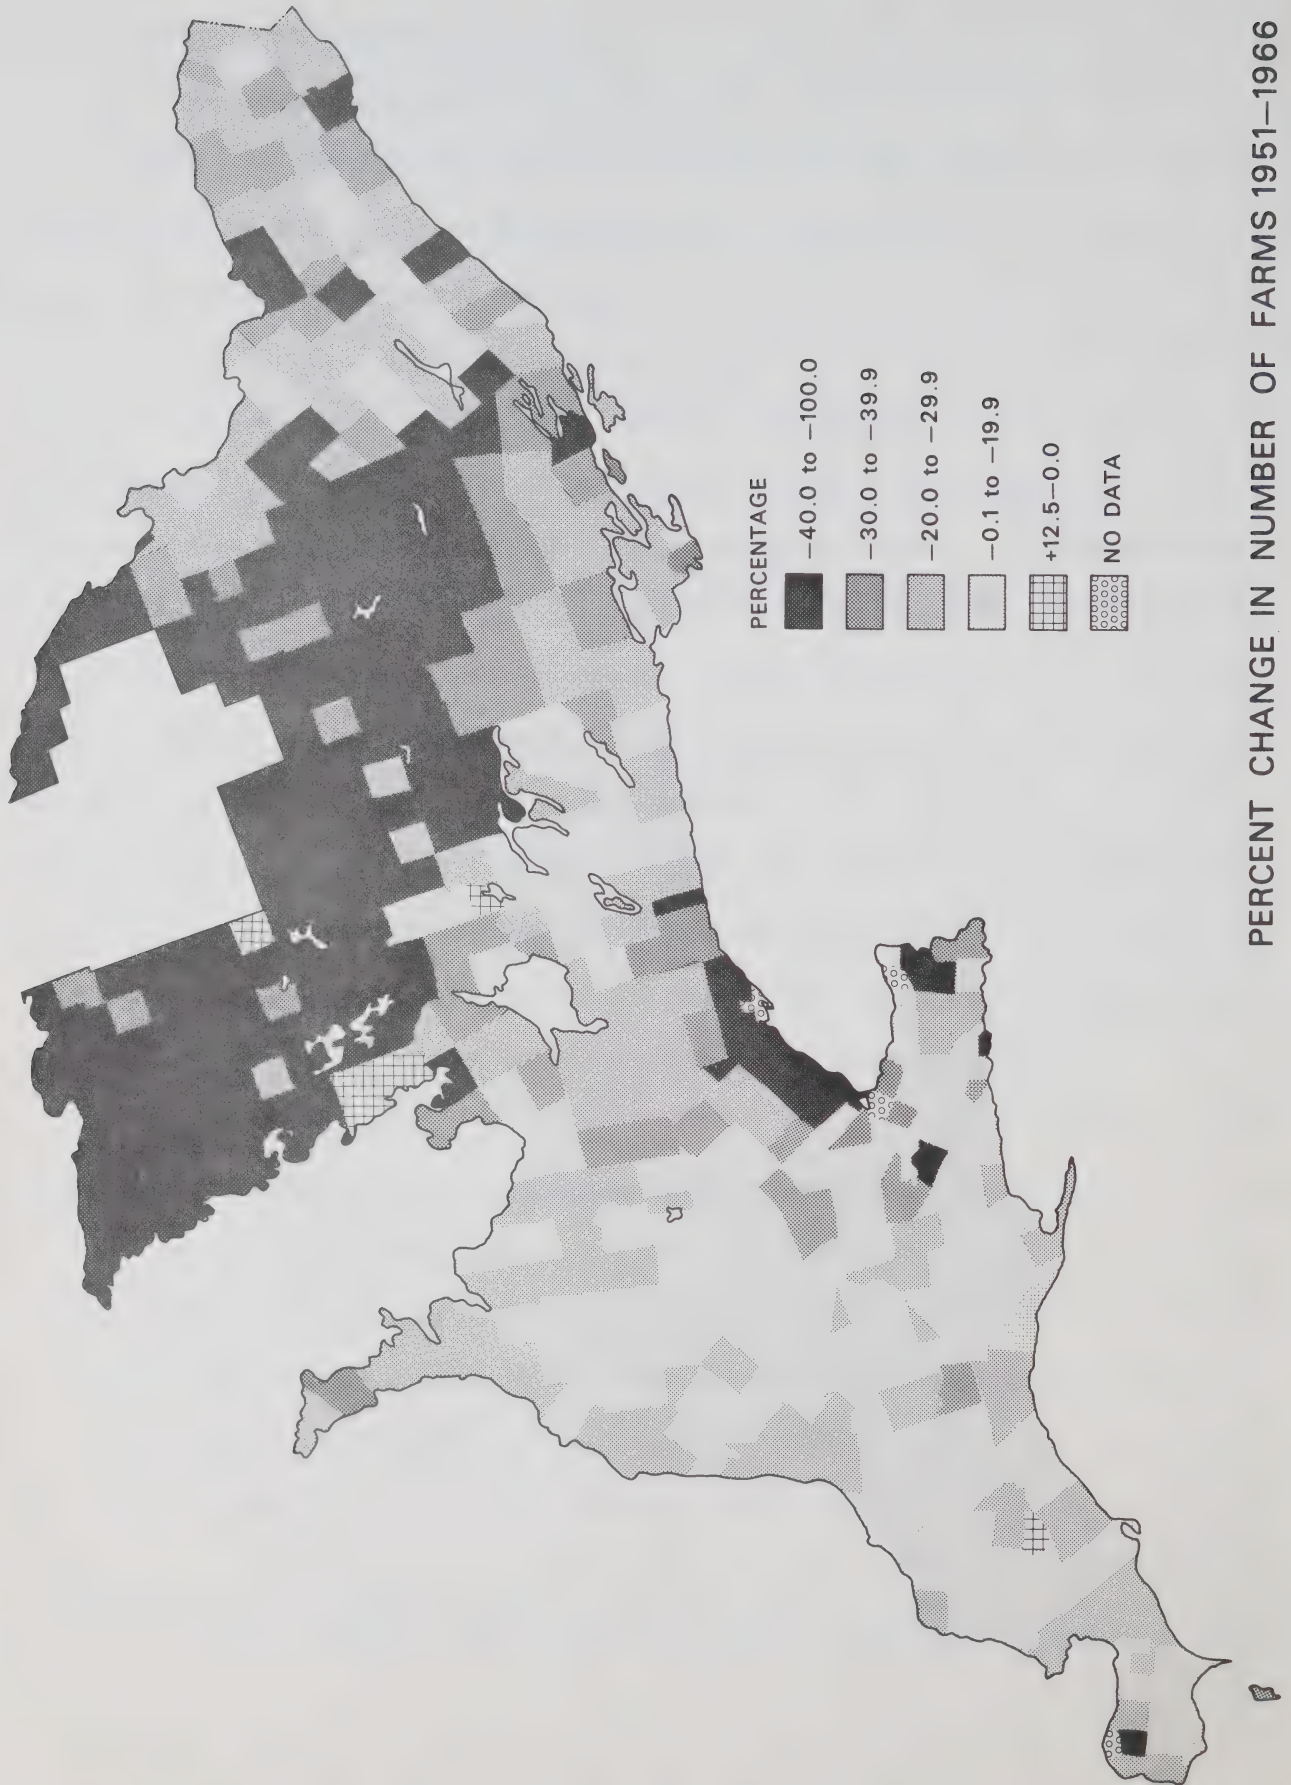 PERCENTAGE
−40.0 to −100.0
−30.0 to −39.9
−20.0 to −29.9
−0.1 to −19.9
+12.5−0.0
NO DATA
PERCENT CHANGE IN NUMBER OF FARMS 1951−1966